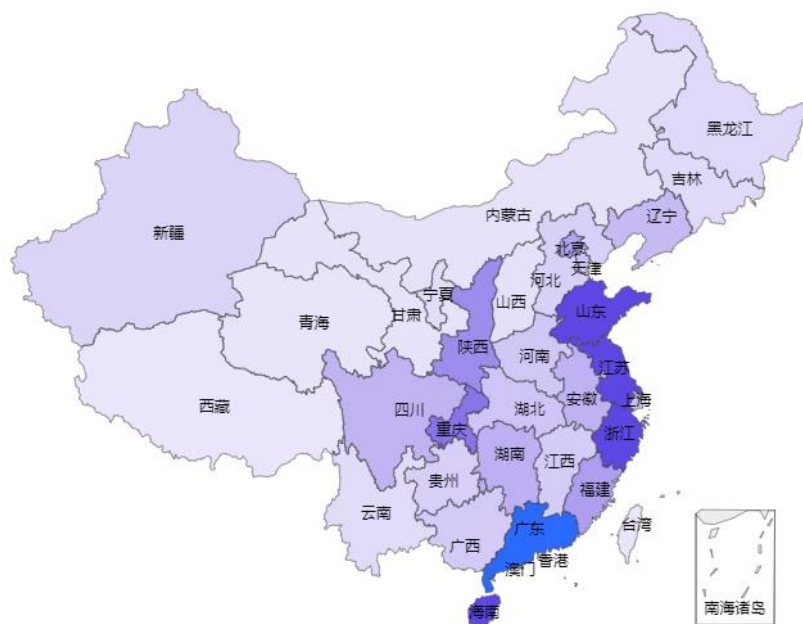 黑龙江
吉林
辽宁
内蒙古
新疆
北京
天津
河北
山西
宁夏
甘肃
青海
山东
陕西
河南
江苏
西藏
四川
重庆
湖北
安徽
上海
浙江
湖南
江西
贵州
福建
云南
广西
广东
台湾
香港
澳门
海南
南海诸岛